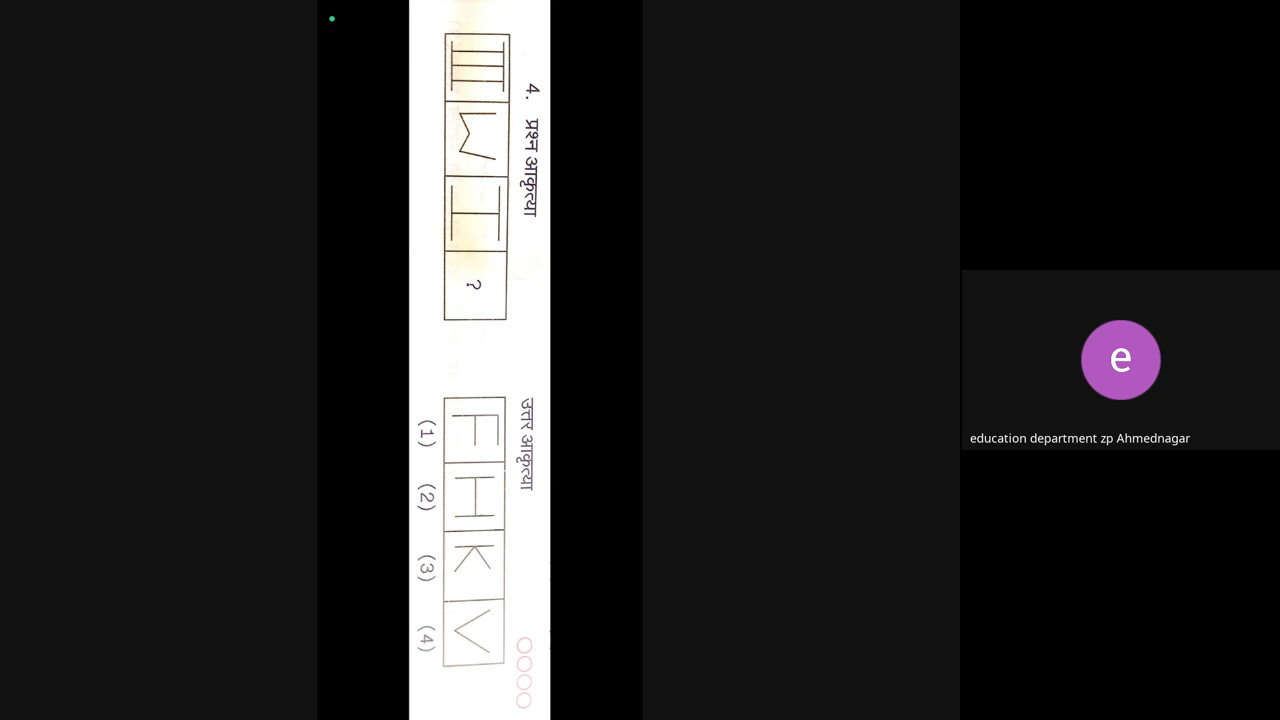 4. प्रश्न आकृत्या
?
उत्तर आकृत्या
F H K V
(1) (2) (3) (4)
e
education department zp Ahmednagar